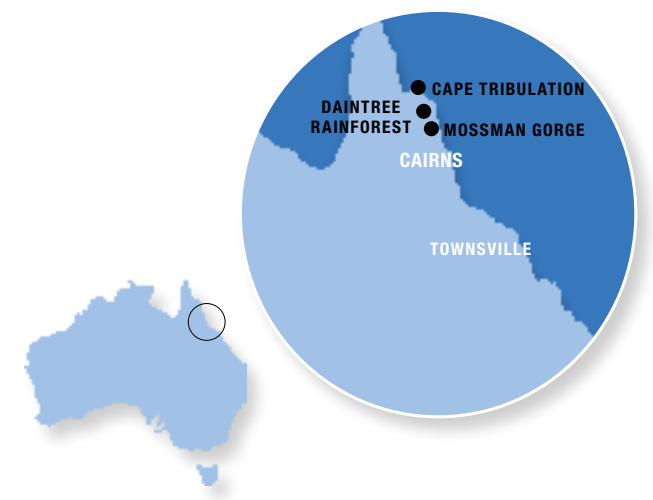 CAPE TRIBULATION
DAINTREE
RAINFOREST
MOSSMAN GORGE
CAIRNS
TOWNSVILLE